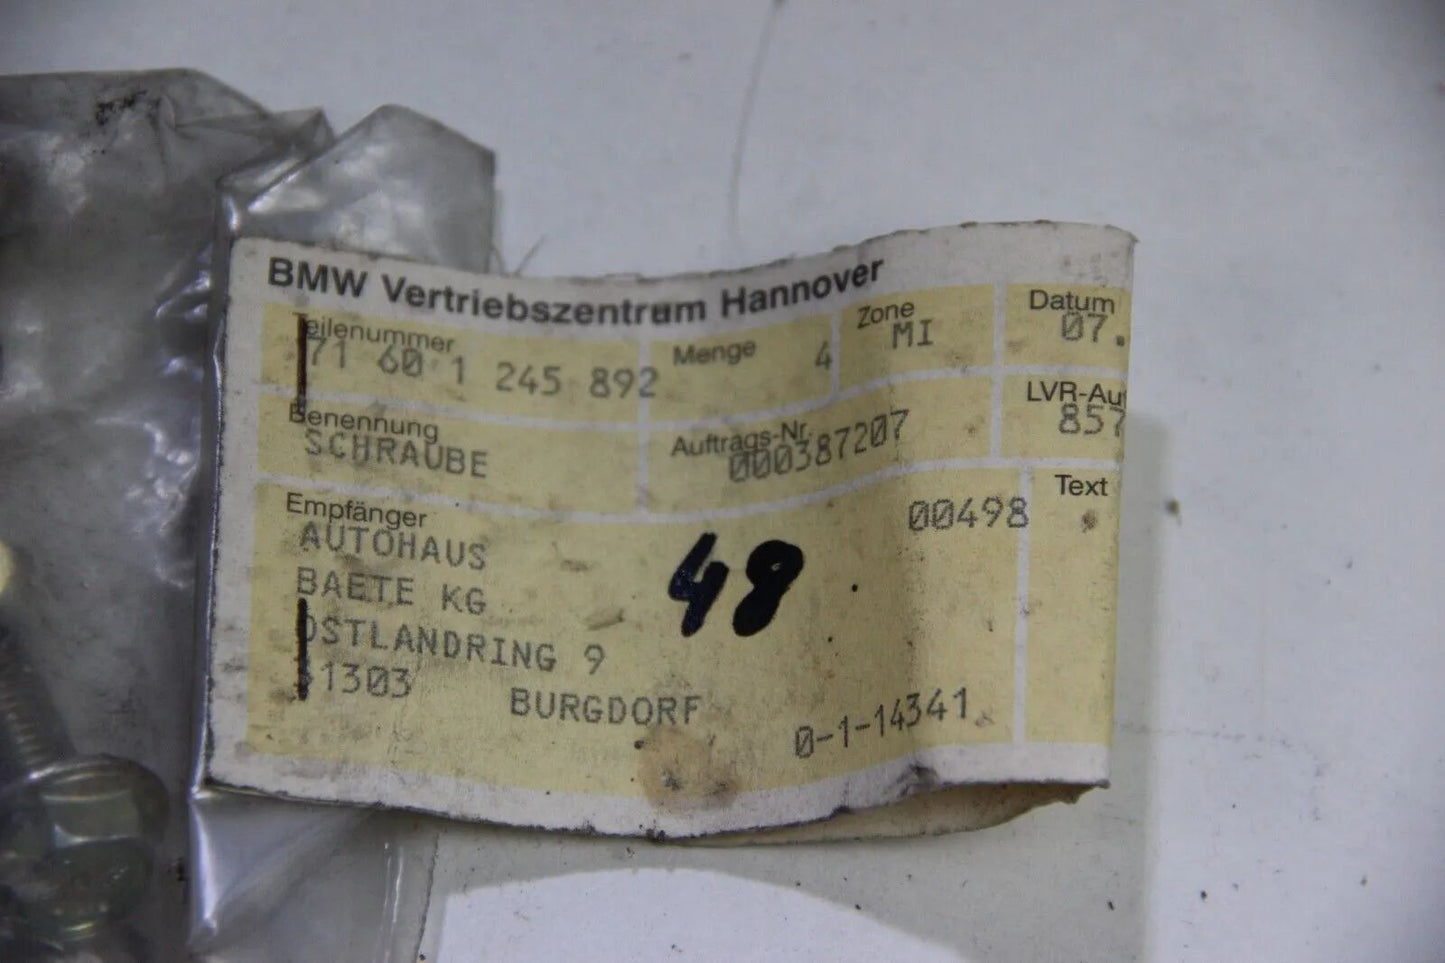 BMW Vertriebszentrum Hannover
Teilenummer Menge Zone Datum
71 60 1 245 892 4 MI 07.
Benennung Auftrags-Nr. LVR-Au
SCHRAUBE 000387207 857
Empfänger 00498 Text
AUTOHAUS
BAETE KG 48
OSTLANDRING 9
31303 BURGDORF 0-1-14341